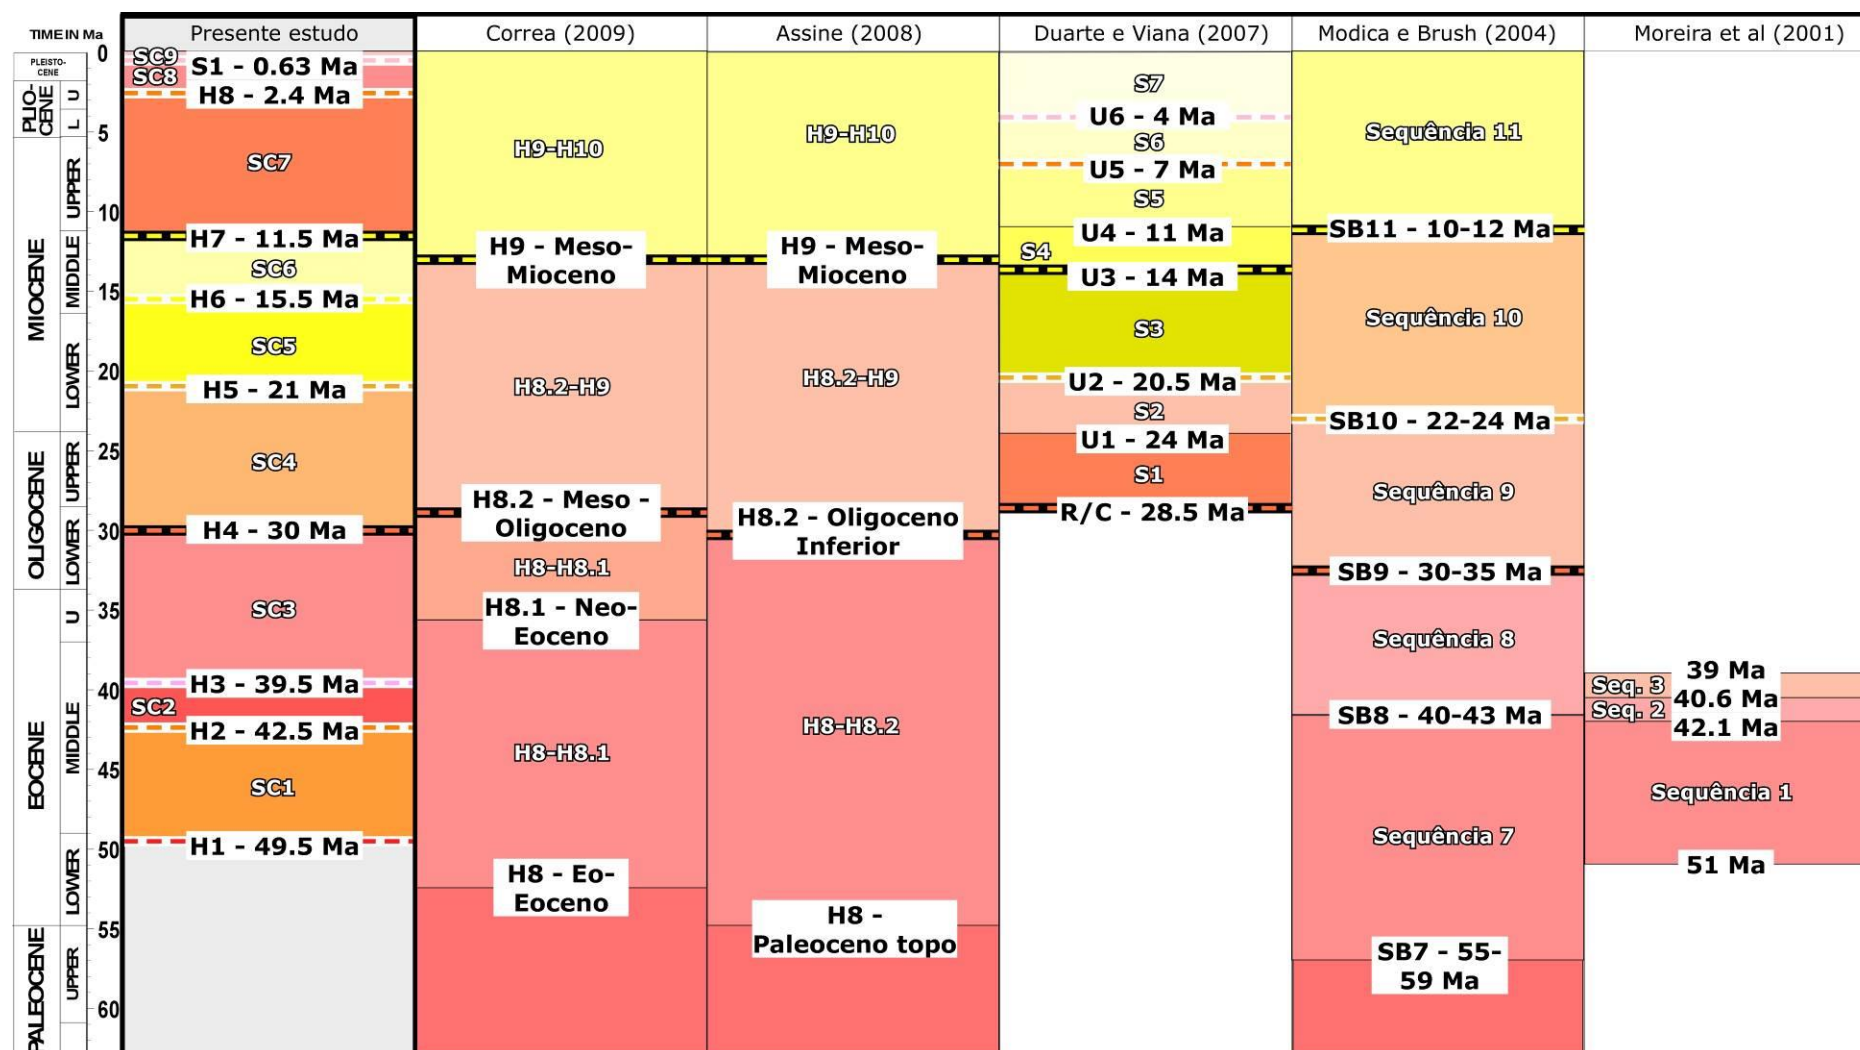 TIME IN Ma
Presente estudo
Correa (2009)
Assine (2008)
Duarte e Viana (2007)
Modica e Brush (2004)
Moreira et al (2001)
PLEISTO-
CENE
PLIO-
CENE
U
L
MIOCENE
UPPER
MIDDLE
LOWER
OLIGOCENE
UPPER
LOWER
EOCENE
U
MIDDLE
LOWER
PALEOCENE
UPPER
0
5
10
15
20
25
30
35
40
45
50
55
60
SC9
S1 - 0.63 Ma
SC8
H8 - 2.4 Ma
SC7
H7 - 11.5 Ma
SC6
H6 - 15.5 Ma
SC5
H5 - 21 Ma
SC4
H4 - 30 Ma
SC3
H3 - 39.5 Ma
SC2
H2 - 42.5 Ma
SC1
H1 - 49.5 Ma
H9-H10
H9 - Meso-
Mioceno
H8.2-H9
H8.2 - Meso -
Oligoceno
H8-H8.1
H8.1 - Neo-
Eoceno
H8-H8.1
H8 - Eo-
Eoceno
H9-H10
H9 - Meso-
Mioceno
H8.2-H9
H8.2 - Oligoceno
Inferior
H8-H8.2
H8 -
Paleoceno topo
S7
U6 - 4 Ma
S6
U5 - 7 Ma
S5
U4 - 11 Ma
S4
U3 - 14 Ma
S3
U2 - 20.5 Ma
S2
U1 - 24 Ma
S1
R/C - 28.5 Ma
Sequência 11
SB11 - 10-12 Ma
Sequência 10
SB10 - 22-24 Ma
Sequência 9
SB9 - 30-35 Ma
Sequência 8
SB8 - 40-43 Ma
Sequência 7
SB7 - 55-
59 Ma
39 Ma
Seq. 3
40.6 Ma
Seq. 2
42.1 Ma
Sequência 1
51 Ma